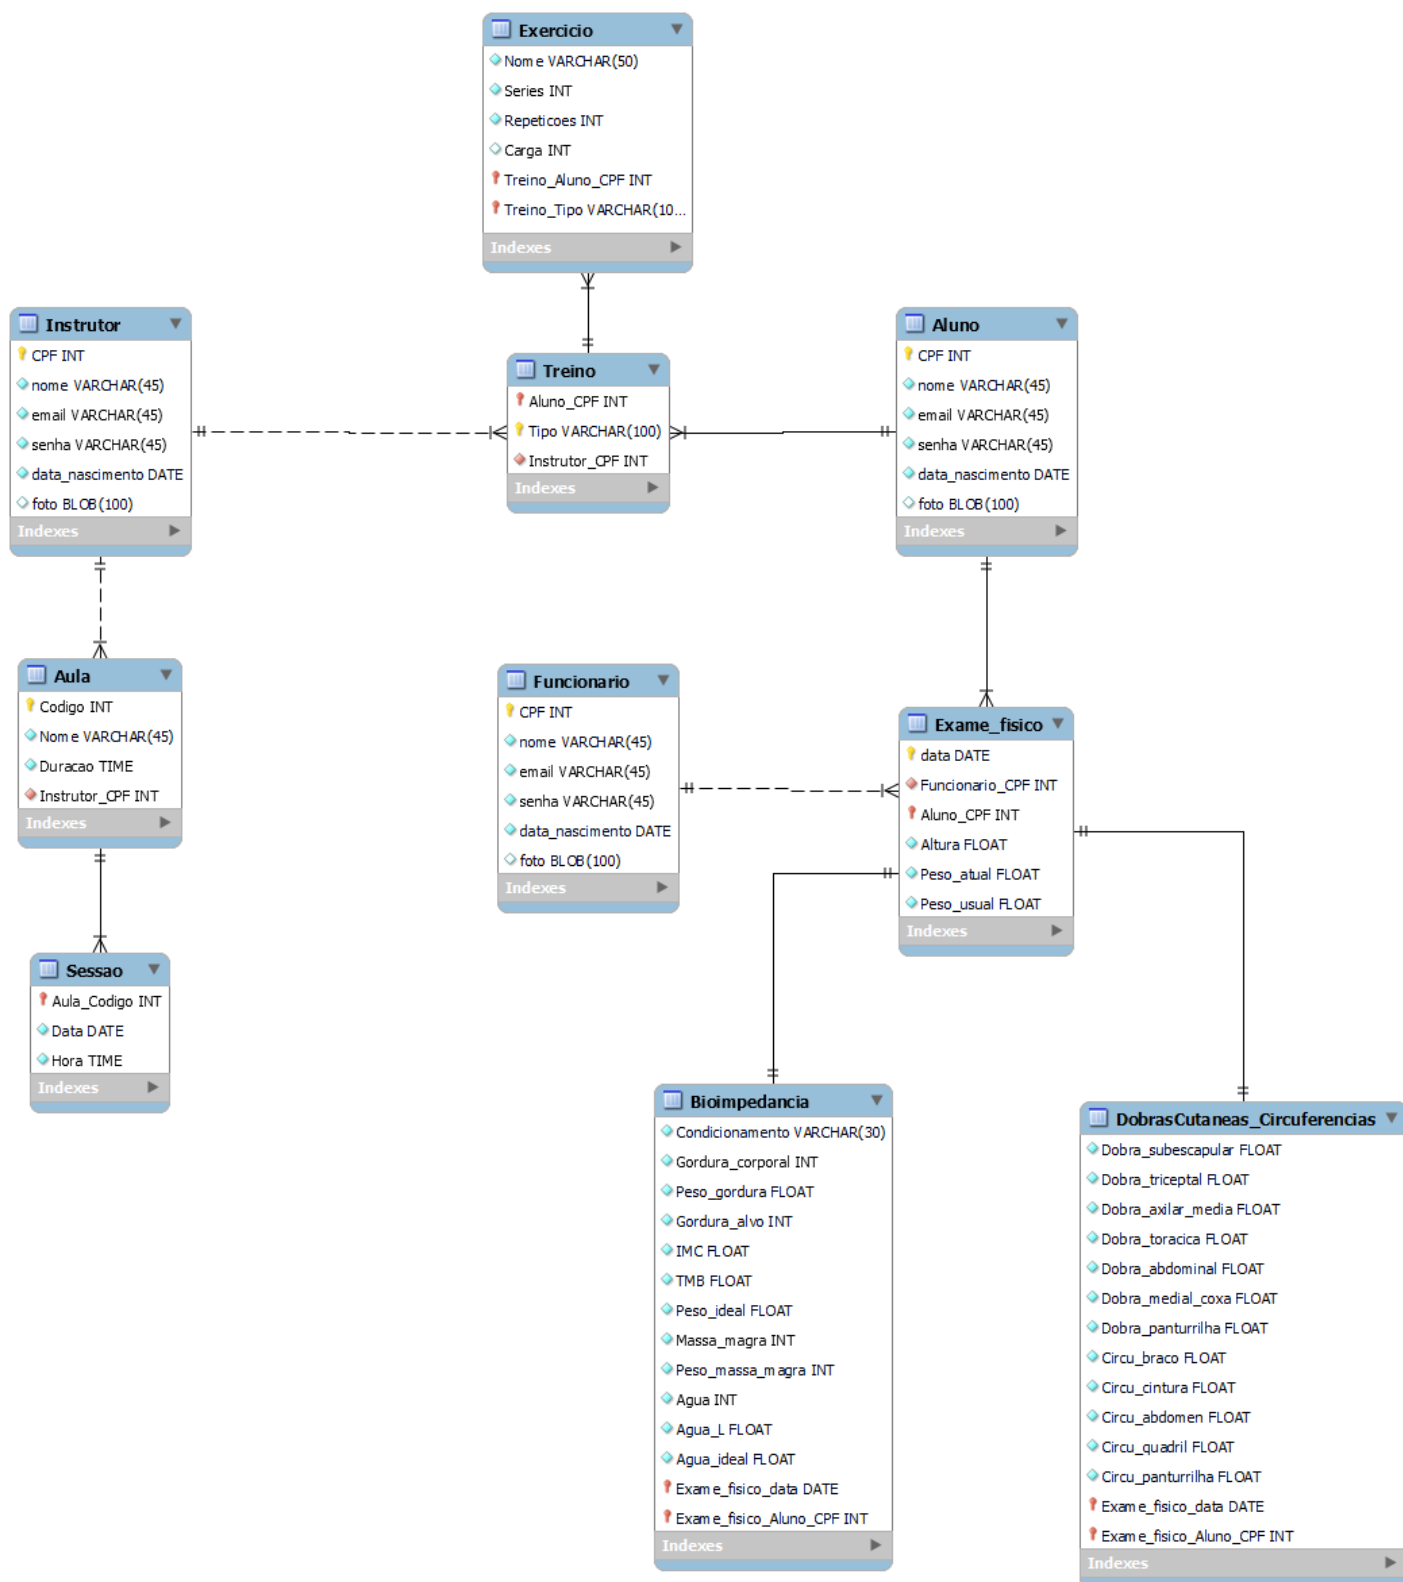 Exercicio
Nome VARCHAR(50)
Series INT
Repeticoes INT
Carga INT
Treino_Aluno_CPF INT
Treino_Tipo VARCHAR(10...
Indexes
Instrutor
CPF INT
nome VARCHAR(45)
email VARCHAR(45)
senha VARCHAR(45)
data_nascimento DATE
foto BLOB(100)
Indexes
Treino
Aluno_CPF INT
Tipo VARCHAR(100)
Instrutor_CPF INT
Indexes
Aluno
CPF INT
nome VARCHAR(45)
email VARCHAR(45)
senha VARCHAR(45)
data_nascimento DATE
foto BLOB(100)
Indexes
Aula
Codigo INT
Nome VARCHAR(45)
Duracao TIME
Instrutor_CPF INT
Indexes
Funcionario
CPF INT
nome VARCHAR(45)
email VARCHAR(45)
senha VARCHAR(45)
data_nascimento DATE
foto BLOB(100)
Indexes
Exame_fisico
data DATE
Funcionario_CPF INT
Aluno_CPF INT
Altura FLOAT
Peso_atual FLOAT
Peso_usual FLOAT
Indexes
Sessao
Aula_Codigo INT
Data DATE
Hora TIME
Indexes
Bioimpedancia
Condicionamento VARCHAR(30)
Gordura_corporal INT
Peso_gordura FLOAT
Gordura_alvo INT
IMC FLOAT
TMB FLOAT
Peso_ideal FLOAT
Massa_magra INT
Peso_massa_magra INT
Agua INT
Agua_L FLOAT
Agua_ideal FLOAT
Exame_fisico_data DATE
Exame_fisico_Aluno_CPF INT
Indexes
DobrasCutaneas_Circuferencias
Dobra_subescapular FLOAT
Dobra_triceptal FLOAT
Dobra_axilar_media FLOAT
Dobra_toracica FLOAT
Dobra_abdominal FLOAT
Dobra_medial_coxa FLOAT
Dobra_panturrilha FLOAT
Circu_braco FLOAT
Circu_cintura FLOAT
Circu_abdomen FLOAT
Circu_quadril FLOAT
Circu_panturrilha FLOAT
Exame_fisico_data DATE
Exame_fisico_Aluno_CPF INT
Indexes